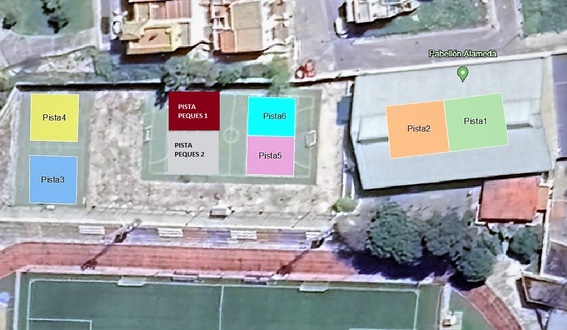 Pabellón Alameda
Pista4
PISTA
PEQUES 1
Pista6
Pista1
Pista2
PISTA
PEQUES 2
Pista5
Pista3